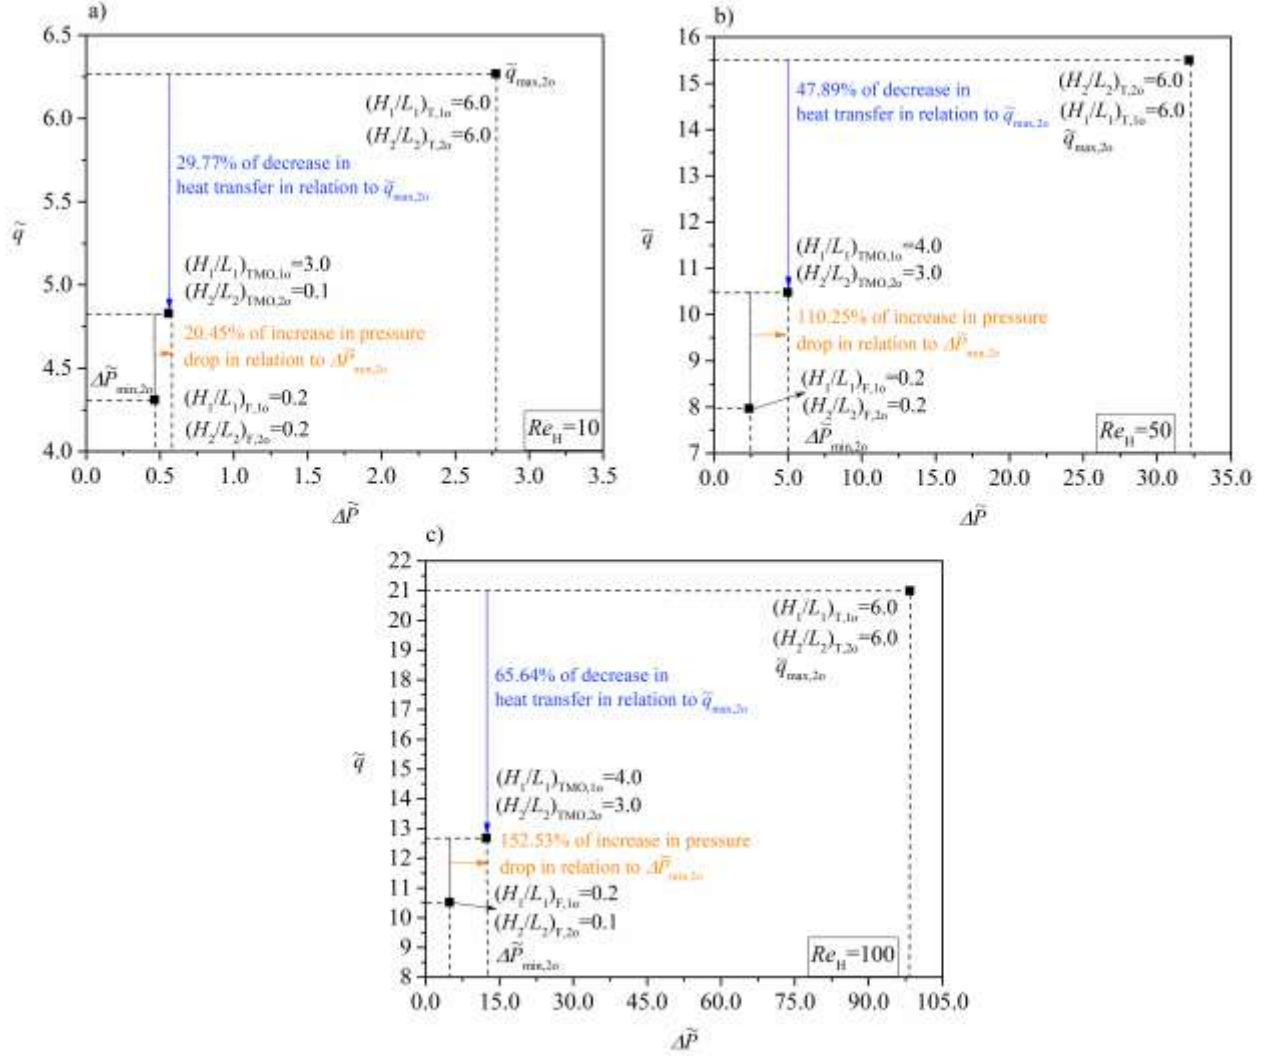 a)
6.5
6.0
5.5
5.0
4.5
4.0
q̃
q̃max,2o
(H1/L1)T,1o=6.0
(H2/L2)T,2o=6.0
29.77% of decrease in
heat transfer in relation to q̃max,2o
(H1/L1)TMO,1o=3.0
(H2/L2)TMO,2o=0.1
20.45% of increase in pressure
drop in relation to ΔP̃min,2o
ΔP̃min,2o
(H1/L1)F,1o=0.2
(H2/L2)F,2o=0.2
ReH=10
0.0 0.5 1.0 1.5 2.0 2.5 3.0 3.5
ΔP̃
b)
16
15
14
13
12
11
10
9
8
7
q̃
(H2/L2)T,2o=6.0
(H1/L1)T,1o=6.0
q̃max,2o
47.89% of decrease in
heat transfer in relation to q̃max,2o
(H1/L1)TMO,1o=4.0
(H2/L2)TMO,2o=3.0
110.25% of increase in pressure
drop in relation to ΔP̃min,2o
(H1/L1)F,1o=0.2
(H2/L2)F,2o=0.2
ΔP̃min,2o
ReH=50
0.0 5.0 10.0 15.0 20.0 25.0 30.0 35.0
ΔP̃
c)
22
21
20
19
18
17
16
15
14
13
12
11
10
9
8
q̃
(H1/L1)T,1o=6.0
(H2/L2)T,2o=6.0
q̃max,2o
65.64% of decrease in
heat transfer in relation to q̃max,2o
(H1/L1)TMO,1o=4.0
(H2/L2)TMO,2o=3.0
152.53% of increase in pressure
drop in relation to ΔP̃min,2o
(H1/L1)F,1o=0.2
(H2/L2)F,2o=0.1
ΔP̃min,2o
ReH=100
0.0 15.0 30.0 45.0 60.0 75.0 90.0 105.0
ΔP̃